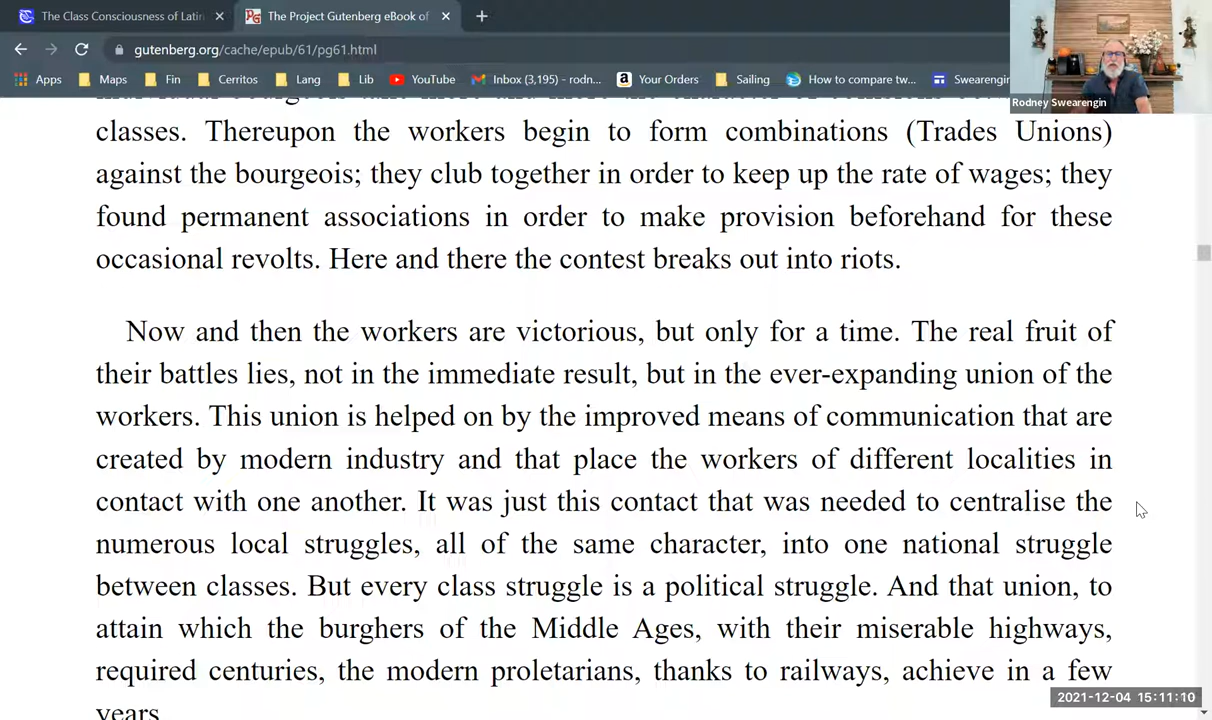 The Class Consciousness of Latin
The Project Gutenberg eBook of
gutenberg.org/cache/epub/61/pg61.html
Apps Maps Fin Cerritos Lang Lib YouTube Inbox (3,195) - rodn... Your Orders Sailing How to compare tw... Swearengin
Rodney Swearengin
classes. Thereupon the workers begin to form combinations (Trades Unions)
against the bourgeois; they club together in order to keep up the rate of wages; they
found permanent associations in order to make provision beforehand for these
occasional revolts. Here and there the contest breaks out into riots.
Now and then the workers are victorious, but only for a time. The real fruit of
their battles lies, not in the immediate result, but in the ever-expanding union of the
workers. This union is helped on by the improved means of communication that are
created by modern industry and that place the workers of different localities in
contact with one another. It was just this contact that was needed to centralise the
numerous local struggles, all of the same character, into one national struggle
between classes. But every class struggle is a political struggle. And that union, to
attain which the burghers of the Middle Ages, with their miserable highways,
required centuries, the modern proletarians, thanks to railways, achieve in a few
years
2021-12-04 15:11:10